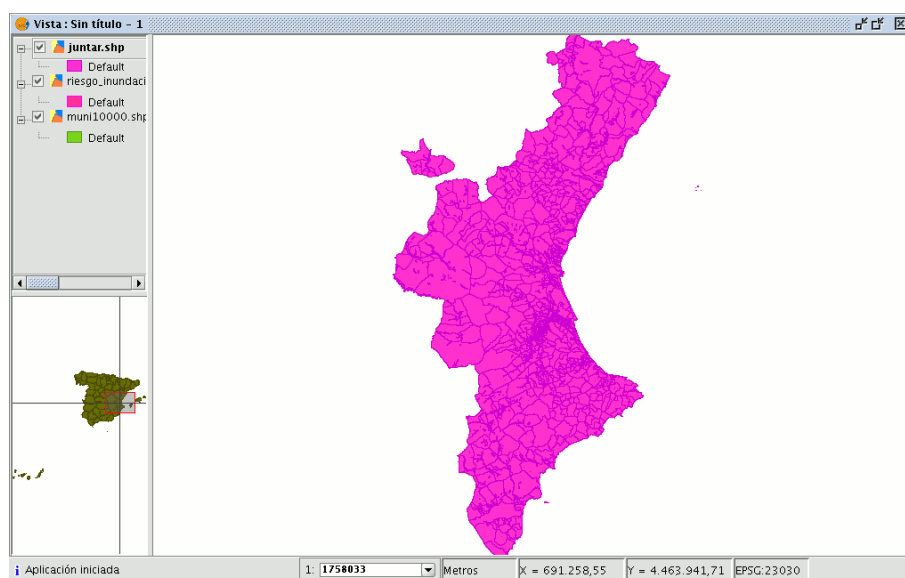 Vista : Sin título - 1
juntar.shp
Default
riesgo_inundaci
Default
muni10000.shp
Default
Aplicación iniciada
1: 1758033
Metros
X = 691.258,55
Y = 4.463.941,71
EPSG:23030